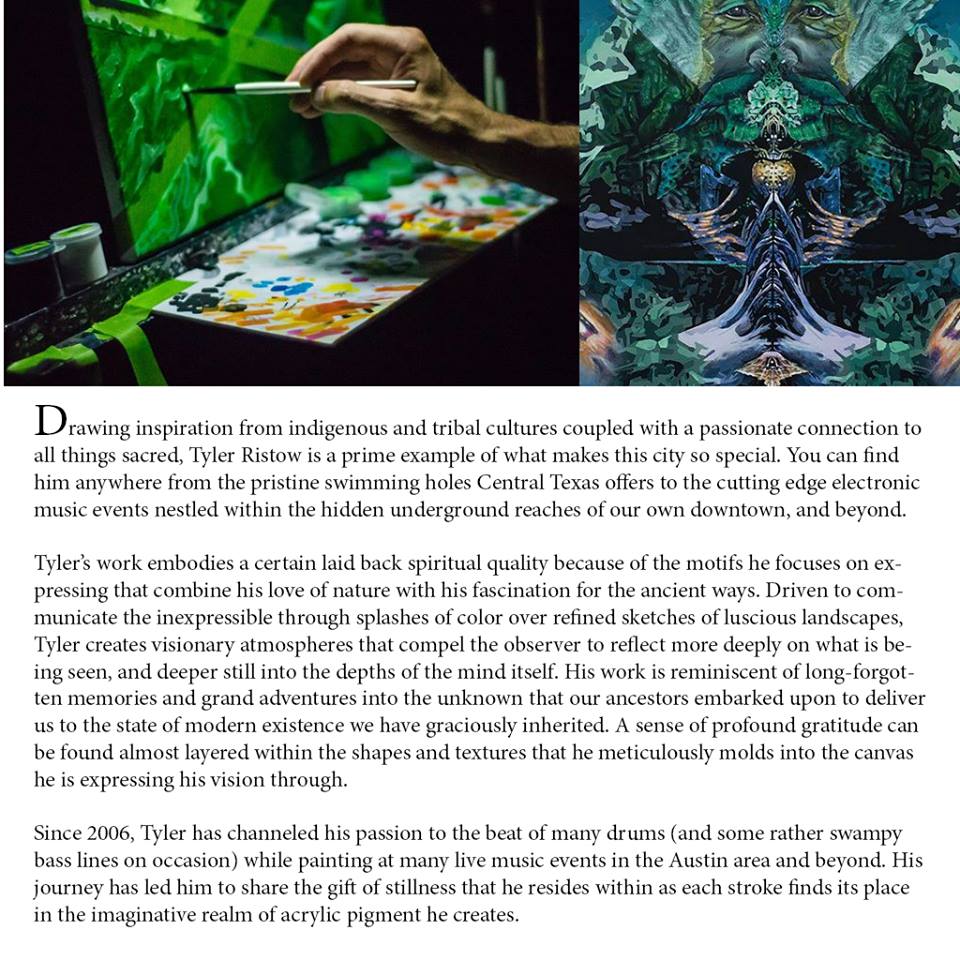 Drawing inspiration from indigenous and tribal cultures coupled with a passionate connection to
all things sacred, Tyler Ristow is a prime example of what makes this city so special. You can find
him anywhere from the pristine swimming holes Central Texas offers to the cutting edge electronic
music events nestled within the hidden underground reaches of our own downtown, and beyond.
Tyler’s work embodies a certain laid back spiritual quality because of the motifs he focuses on ex-
pressing that combine his love of nature with his fascination for the ancient ways. Driven to com-
municate the inexpressible through splashes of color over refined sketches of luscious landscapes,
Tyler creates visionary atmospheres that compel the observer to reflect more deeply on what is be-
ing seen, and deeper still into the depths of the mind itself. His work is reminiscent of long-forgot-
ten memories and grand adventures into the unknown that our ancestors embarked upon to deliver
us to the state of modern existence we have graciously inherited. A sense of profound gratitude can
be found almost layered within the shapes and textures that he meticulously molds into the canvas
he is expressing his vision through.
Since 2006, Tyler has channeled his passion to the beat of many drums (and some rather swampy
bass lines on occasion) while painting at many live music events in the Austin area and beyond. His
journey has led him to share the gift of stillness that he resides within as each stroke finds its place
in the imaginative realm of acrylic pigment he creates.